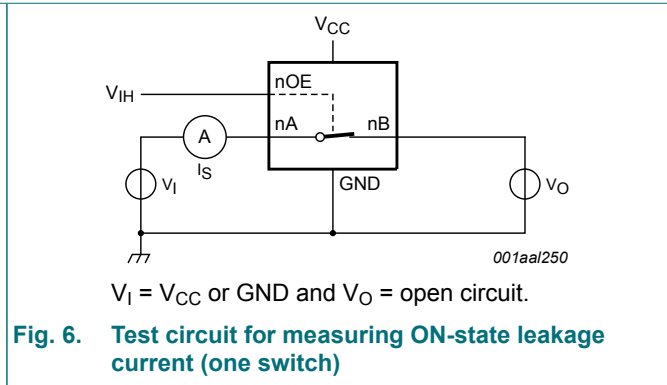 VCC
nOE
VIH
nA
nB
A
IS
VI
GND
VO
001aal250
VI = VCC or GND and VO = open circuit.
Fig. 6. Test circuit for measuring ON-state leakage
current (one switch)